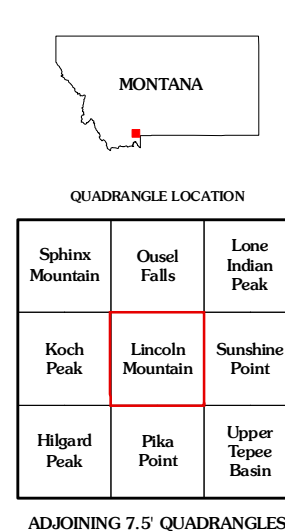 MONTANA
QUADRANGLE LOCATION
Sphinx
Mountain
Ousel
Falls
Lone
Indian
Peak
Koch
Peak
Lincoln
Mountain
Sunshine
Point
Hilgard
Peak
Pika
Point
Upper
Tepee
Basin
ADJOINING 7.5' QUADRANGLES